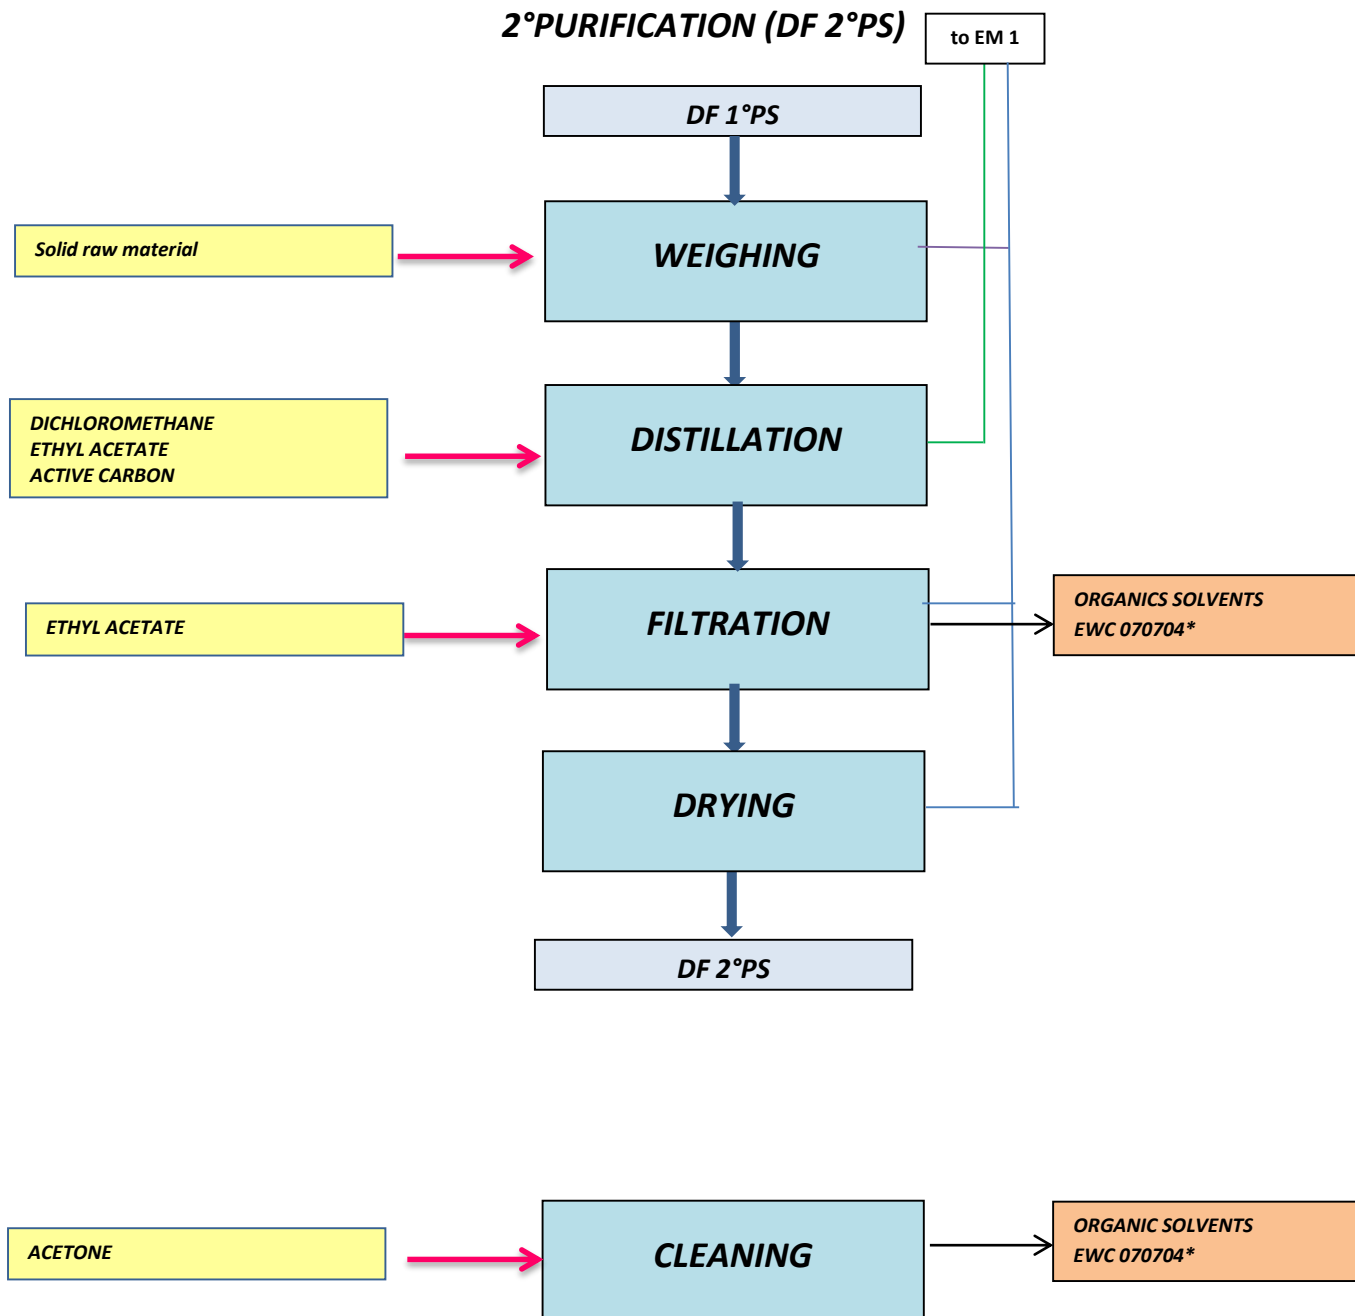 2°PURIFICATION (DF 2°PS)
to EM 1
DF 1°PS
Solid raw material
WEIGHING
DICHLOROMETHANE
ETHYL ACETATE
ACTIVE CARBON
DISTILLATION
ETHYL ACETATE
FILTRATION
ORGANICS SOLVENTS
EWC 070704*
DRYING
DF 2°PS
ACETONE
CLEANING
ORGANIC SOLVENTS
EWC 070704*